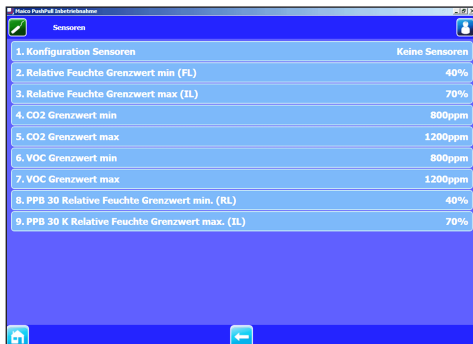 Maico PushPull Inbetriebnahme
Sensoren
1. Konfiguration Sensoren Keine Sensoren
2. Relative Feuchte Grenzwert min (FL) 40%
3. Relative Feuchte Grenzwert max (IL) 70%
4. CO2 Grenzwert min 800ppm
5. CO2 Grenzwert max 1200ppm
6. VOC Grenzwert min 800ppm
7. VOC Grenzwert max 1200ppm
8. PPB 30 Relative Feuchte Grenzwert min. (RL) 40%
9. PPB 30 K Relative Feuchte Grenzwert max. (IL) 70%